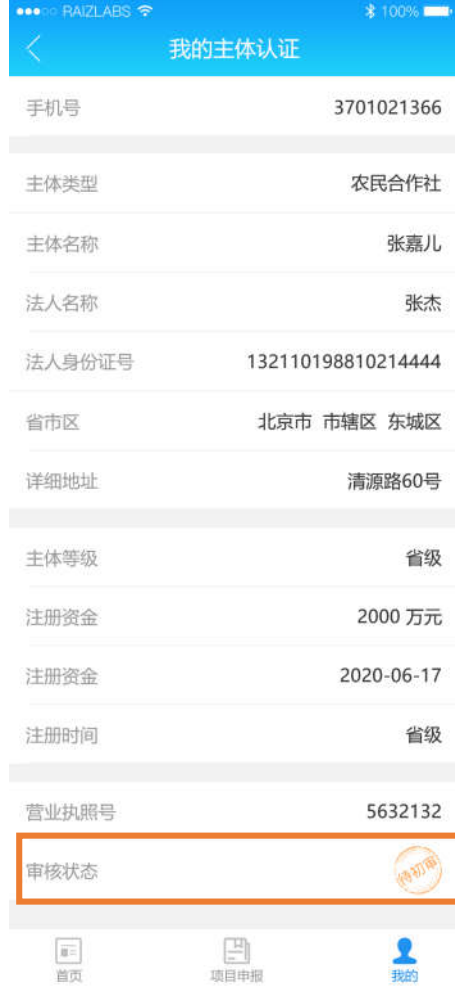 RAIZLABS 100%
我的主体认证
手机号 3701021366
主体类型 农民合作社
主体名称 张嘉儿
法人名称 张杰
法人身份证号 132110198810214444
省市区 北京市 市辖区 东城区
详细地址 清源路60号
主体等级 省级
注册资金 2000 万元
注册资金 2020-06-17
注册时间 省级
营业执照号 5632132
审核状态 待初审
首页 项目申报 我的